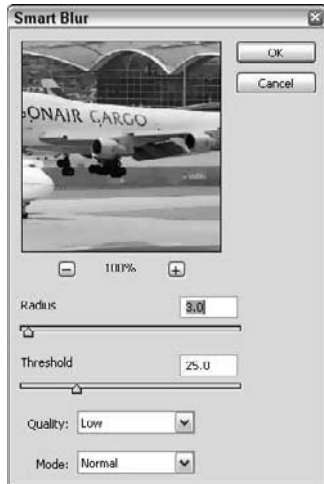 Smart Blur
OK
Cancel
ONAIR CARGO
100%
Radius
3.0
Threshold
25.0
Quality: Low
Mode: Normal